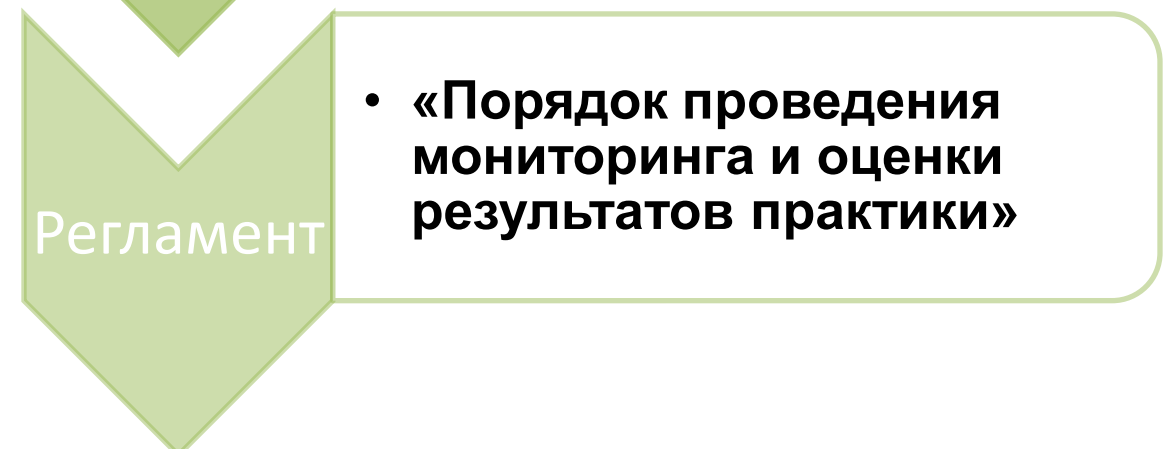 Регламент
• «Порядок проведения
мониторинга и оценки
результатов практики»